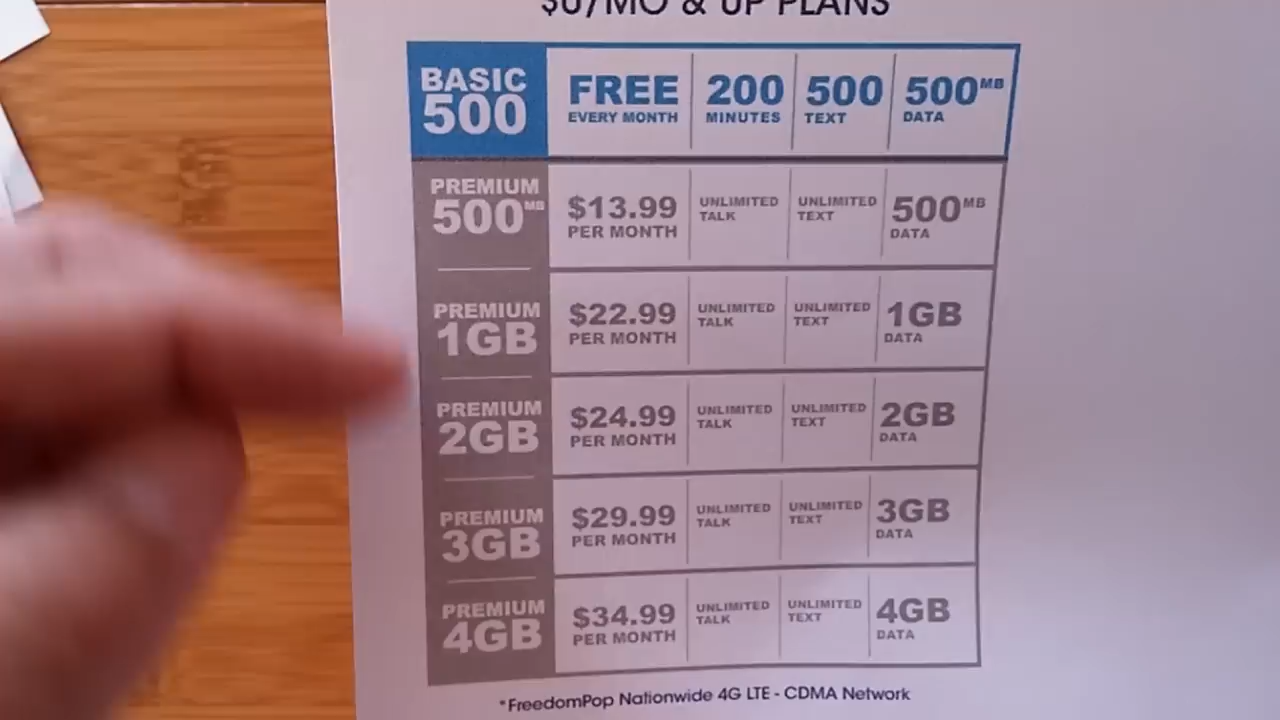 $0/MO & UP PLANS
BASIC 500 FREE EVERY MONTH 200 MINUTES 500 TEXT 500MB DATA
PREMIUM 500MB $13.99 PER MONTH UNLIMITED TALK UNLIMITED TEXT 500MB DATA
PREMIUM 1GB $22.99 PER MONTH UNLIMITED TALK UNLIMITED TEXT 1GB DATA
PREMIUM 2GB $24.99 PER MONTH UNLIMITED TALK UNLIMITED TEXT 2GB DATA
PREMIUM 3GB $29.99 PER MONTH UNLIMITED TALK UNLIMITED TEXT 3GB DATA
PREMIUM 4GB $34.99 PER MONTH UNLIMITED TALK UNLIMITED TEXT 4GB DATA
*FreedomPop Nationwide 4G LTE - CDMA Network